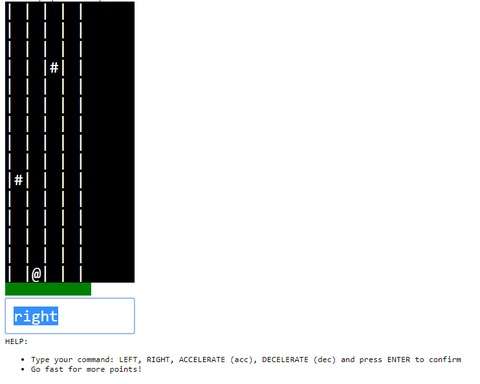 | | | | |
| | | | |
| | | | |
| | |#| |
| | | | |
| | | | |
| | | | |
| | | | |
| | | | |
|#| | | |
| | | | |
| | | | |
| | | | |
| | | | |
| |@| | |
right
HELP:
• Type your command: LEFT, RIGHT, ACCELERATE (acc), DECELERATE (dec) and press ENTER to confirm
• Go fast for more points!